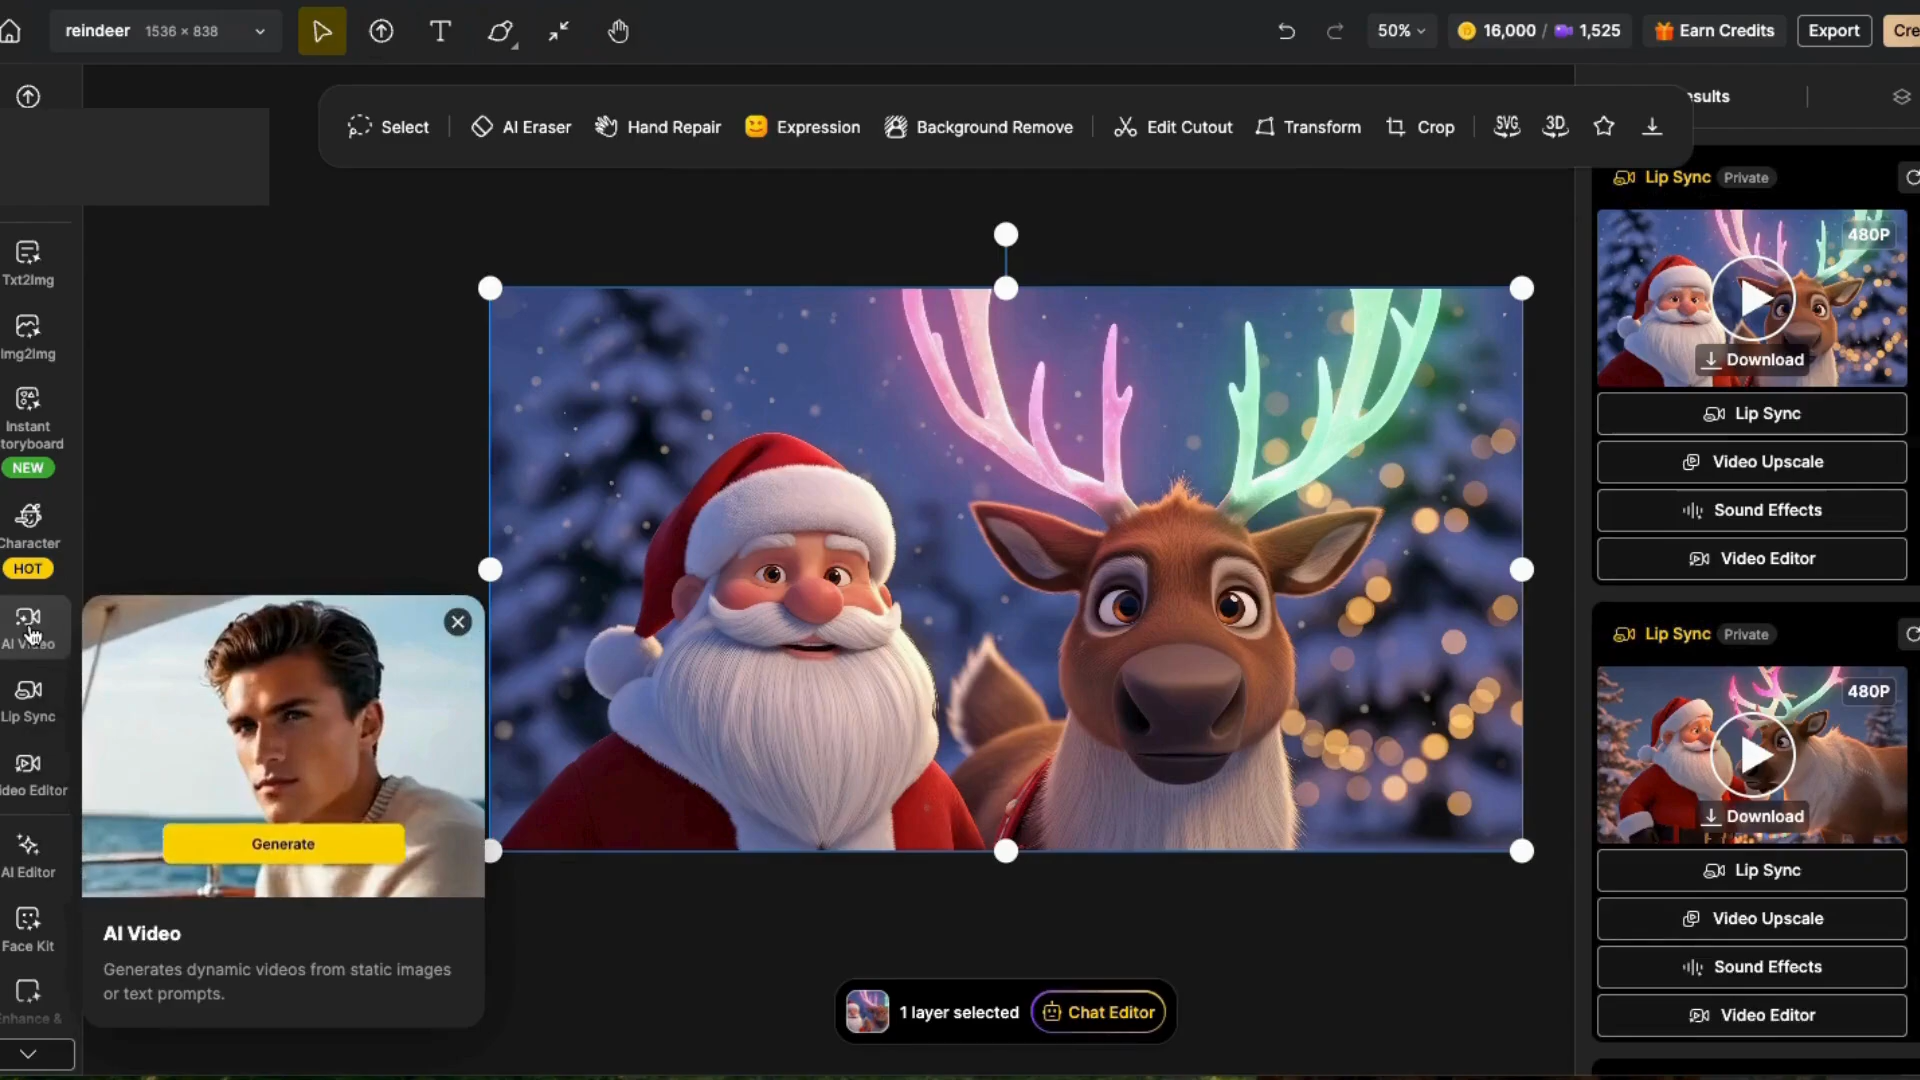 reindeer 1536 × 838
50%
16,000 / 1,525
Earn Credits
Export
Cre
Select
AI Eraser
Hand Repair
Expression
Background Remove
Edit Cutout
Transform
Crop
SVG
3D
esults
Txt2Img
Img2Img
Instant
toryboard
NEW
Character
HOT
AI Video
Lip Sync
ideo Editor
AI Editor
Face Kit
Enhance &
Generate
AI Video
Generates dynamic videos from static images
or text prompts.
1 layer selected
Chat Editor
Lip Sync Private
480P
Download
Lip Sync
Video Upscale
Sound Effects
Video Editor
Lip Sync Private
480P
Download
Lip Sync
Video Upscale
Sound Effects
Video Editor